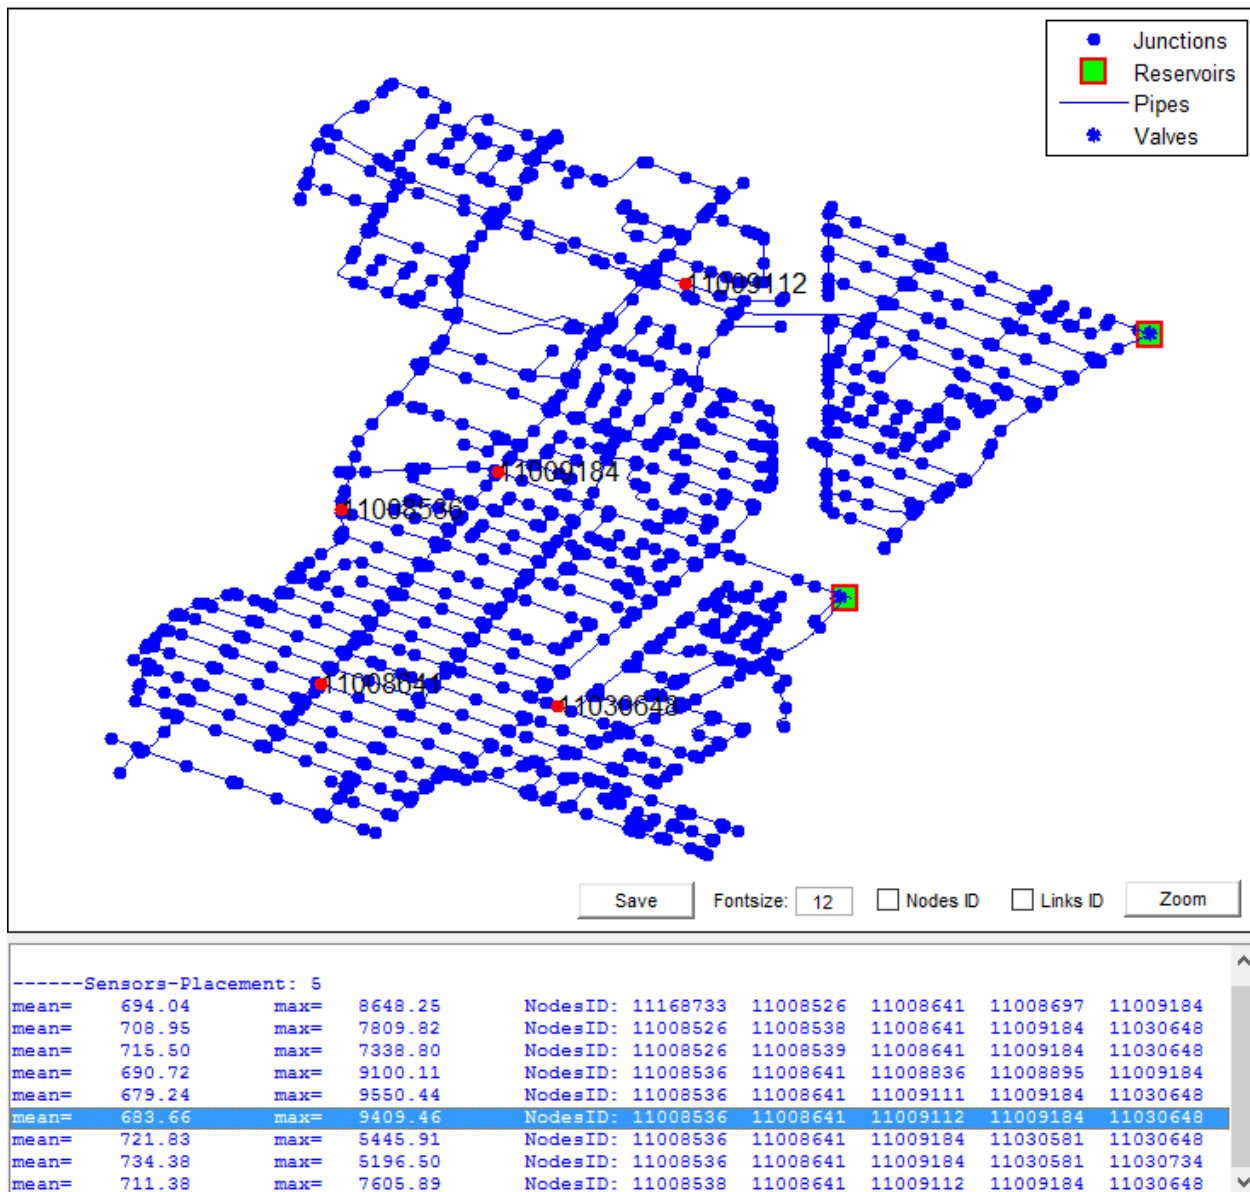 Junctions
Reservoirs
Pipes
Valves
11009112
11009184
11008536
11008641
11030648
Save Fontsize: 12 Nodes ID Links ID Zoom
------Sensors-Placement: 5
mean= 694.04 max= 8648.25 NodesID: 11168733 11008526 11008641 11008697 11009184
mean= 708.95 max= 7809.82 NodesID: 11008526 11008538 11008641 11009184 11030648
mean= 715.50 max= 7338.80 NodesID: 11008526 11008539 11008641 11009184 11030648
mean= 690.72 max= 9100.11 NodesID: 11008536 11008641 11008836 11008895 11009184
mean= 679.24 max= 9550.44 NodesID: 11008536 11008641 11009111 11009184 11030648
mean= 683.66 max= 9409.46 NodesID: 11008536 11008641 11009112 11009184 11030648
mean= 721.83 max= 5445.91 NodesID: 11008536 11008641 11009184 11030581 11030648
mean= 734.38 max= 5196.50 NodesID: 11008536 11008641 11009184 11030581 11030734
mean= 711.38 max= 7605.89 NodesID: 11008538 11008641 11009112 11009184 11030648